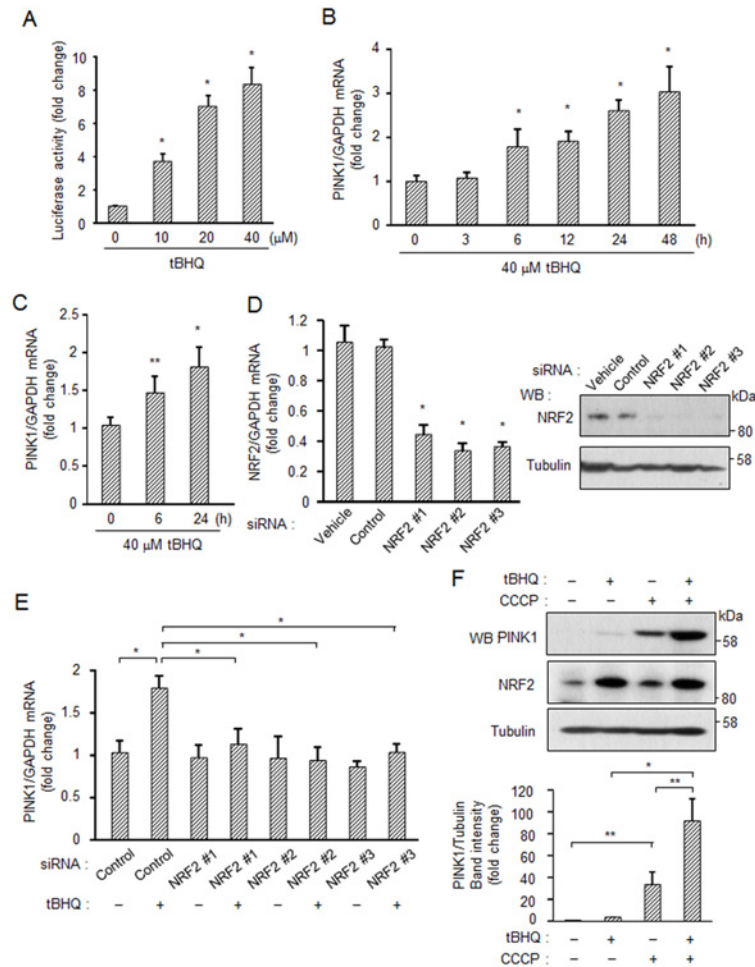 A
Luciferase activity (fold change)
10
8
6
4
2
0
*
*
*
0 10 20 40 (μM)
tBHQ
B
PINK1/GAPDH mRNA
(fold change)
4
3
2
1
0
*
*
*
*
0 3 6 12 24 48 (h)
40 μM tBHQ
C
PINK1/GAPDH mRNA
(fold change)
2.5
2
1.5
1
0.5
0
**
*
0 6 24 (h)
40 μM tBHQ
D
NRF2/GAPDH mRNA
(fold change)
1.2
1
0.8
0.6
0.4
0.2
0
*
*
*
siRNA :
Vehicle
Control
NRF2 #1
NRF2 #2
NRF2 #3
siRNA :
Vehicle
Control
NRF2 #1
NRF2 #2
NRF2 #3
WB :
kDa
NRF2
80
Tubulin
58
E
PINK1/GAPDH mRNA
(fold change)
2
1.5
1
0.5
0
*
*
*
*
siRNA:
Control
Control
NRF2 #1
NRF2 #1
NRF2 #2
NRF2 #2
NRF2 #3
NRF2 #3
tBHQ : – + – + – + – +
F
tBHQ : – + – +
CCCP : – – + +
kDa
WB PINK1
58
NRF2
80
Tubulin
58
PINK1/Tubulin
Band intensity
(fold change)
120
100
80
60
40
20
0
*
**
**
tBHQ : – + – +
CCCP : – – + +